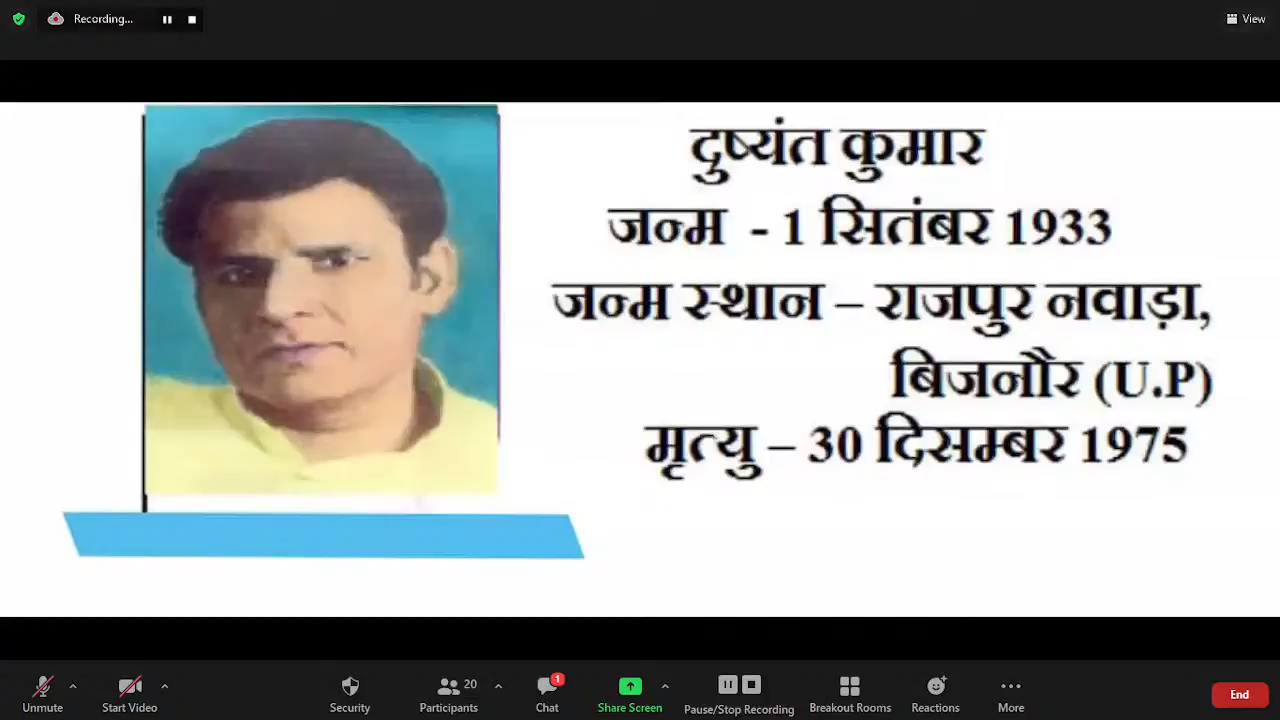 Recording...
View
दुष्यंत कुमार
जन्म - 1 सितंबर 1933
जन्म स्थान – राजपुर नवाड़ा,
बिजनौर (U.P)
मृत्यु – 30 दिसम्बर 1975
Unmute
Start Video
Security
Participants 20
Chat 1
Share Screen
Pause/Stop Recording
Breakout Rooms
Reactions
More
End